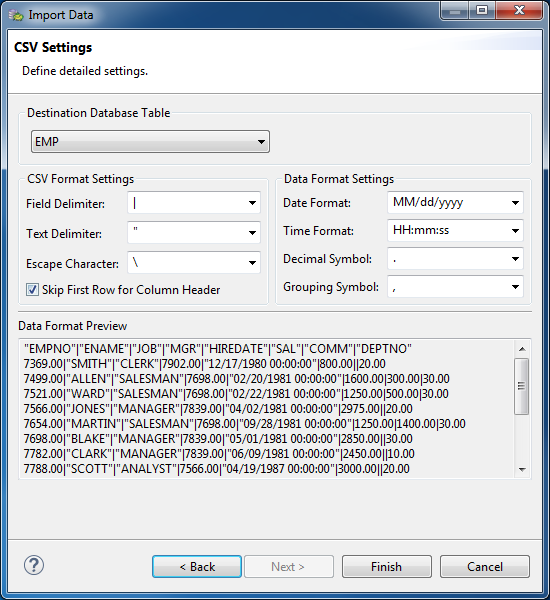 Import Data
CSV Settings
Define detailed settings.
Destination Database Table
EMP
CSV Format Settings
Field Delimiter: |
Text Delimiter: "
Escape Character: \
Skip First Row for Column Header
Data Format Settings
Date Format: MM/dd/yyyy
Time Format: HH:mm:ss
Decimal Symbol: .
Grouping Symbol: ,
Data Format Preview
"EMPNO"|"ENAME"|"JOB"|"MGR"|"HIREDATE"|"SAL"|"COMM"|"DEPTNO"
7369.00|"SMITH"|"CLERK"|7902.00|"12/17/1980 00:00:00"|800.00||20.00
7499.00|"ALLEN"|"SALESMAN"|7698.00|"02/20/1981 00:00:00"|1600.00|300.00|30.00
7521.00|"WARD"|"SALESMAN"|7698.00|"02/22/1981 00:00:00"|1250.00|500.00|30.00
7566.00|"JONES"|"MANAGER"|7839.00|"04/02/1981 00:00:00"|2975.00||20.00
7654.00|"MARTIN"|"SALESMAN"|7698.00|"09/28/1981 00:00:00"|1250.00|1400.00|30.00
7698.00|"BLAKE"|"MANAGER"|7839.00|"05/01/1981 00:00:00"|2850.00||30.00
7782.00|"CLARK"|"MANAGER"|7839.00|"06/09/1981 00:00:00"|2450.00||10.00
7788.00|"SCOTT"|"ANALYST"|7566.00|"04/19/1987 00:00:00"|3000.00||20.00
? < Back Next > Finish Cancel